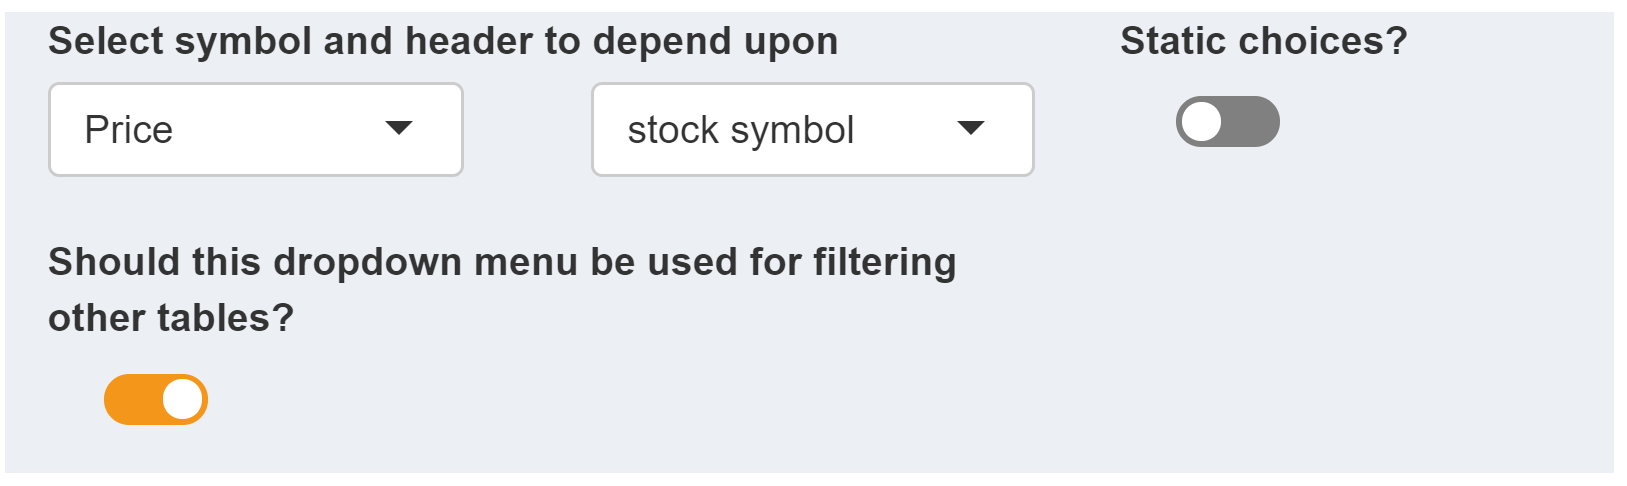 Select symbol and header to depend upon
Static choices?
Price
stock symbol
Should this dropdown menu be used for filtering
other tables?